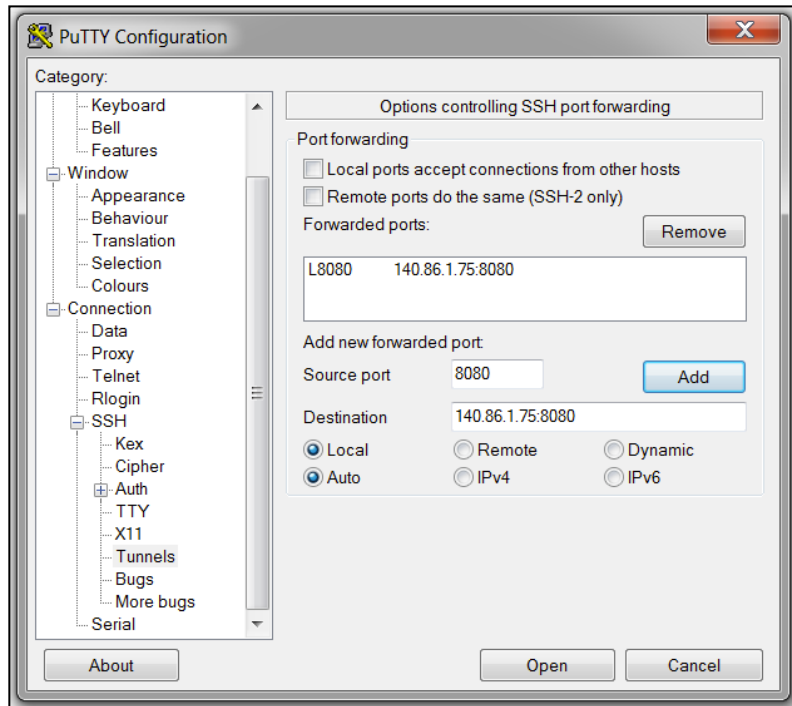 PuTTY Configuration
X
Category:
Keyboard
Bell
Features
Window
Appearance
Behaviour
Translation
Selection
Colours
Connection
Data
Proxy
Telnet
Rlogin
SSH
Kex
Cipher
Auth
TTY
X11
Tunnels
Bugs
More bugs
Serial
Options controlling SSH port forwarding
Port forwarding
Local ports accept connections from other hosts
Remote ports do the same (SSH-2 only)
Forwarded ports:
Remove
L8080 140.86.1.75:8080
Add new forwarded port:
Source port 8080 Add
Destination 140.86.1.75:8080
Local Remote Dynamic
Auto IPv4 IPv6
About Open Cancel